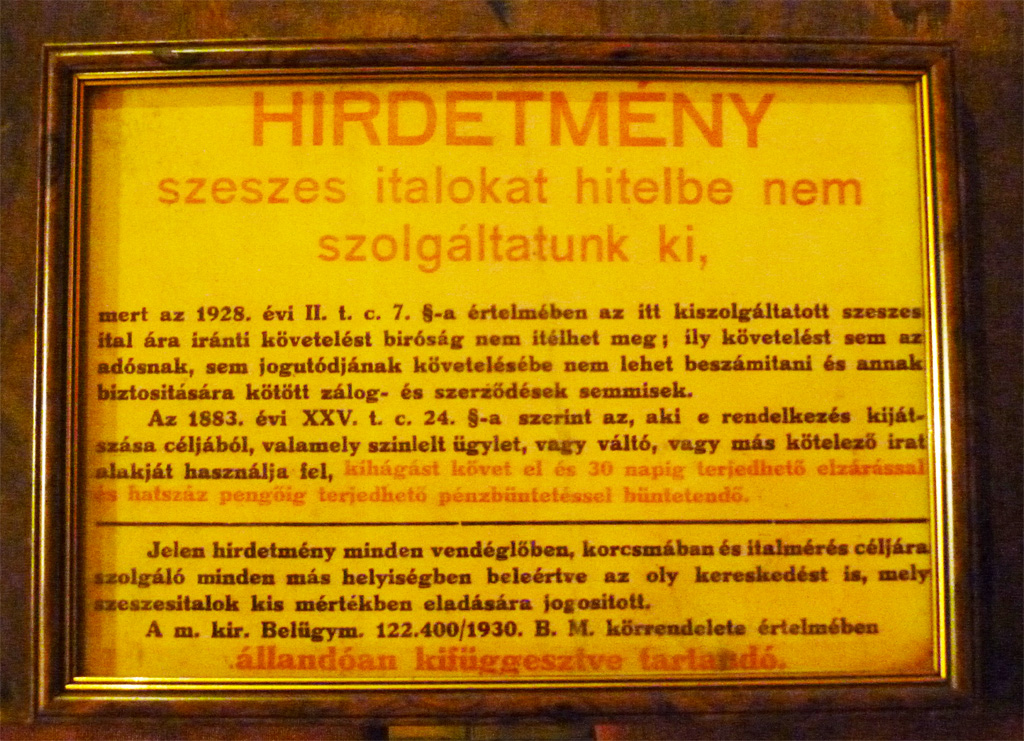 HIRDETMÉNY
szeszes italokat hitelbe nem
szolgáltatunk ki,
mert az 1928. évi II. t. c. 7. §-a értelmében az itt kiszolgáltatott szeszes
ital ára iránti követelést biróság nem itélhet meg; ily követelést sem az
adósnak, sem jogutódjának követelésébe nem lehet beszámitani és annak
biztositására kötött zálog- és szerződések semmisek.
Az 1883. évi XXV. t. c. 24. §-a szerint az, aki e rendelkezés kiját-
szása céljából, valamely szinlelt ügylet, vagy váltó, vagy más kötelező irat
alakját használja fel, kihágást követ el és 30 napig terjedhető elzárással
és hatszáz pengőig terjedhető pénzbüntetéssel büntetendő.
Jelen hirdetmény minden vendéglőben, korcsmában és italmérés céljára
szolgáló minden más helyiségben beleértve az oly kereskedést is, mely
szeszesitalok kis mértékben eladására jogositott.
A m. kir. Belügym. 122.400/1930. B. M. körrendelete értelmében
állandóan kifüggesztve tartandó.